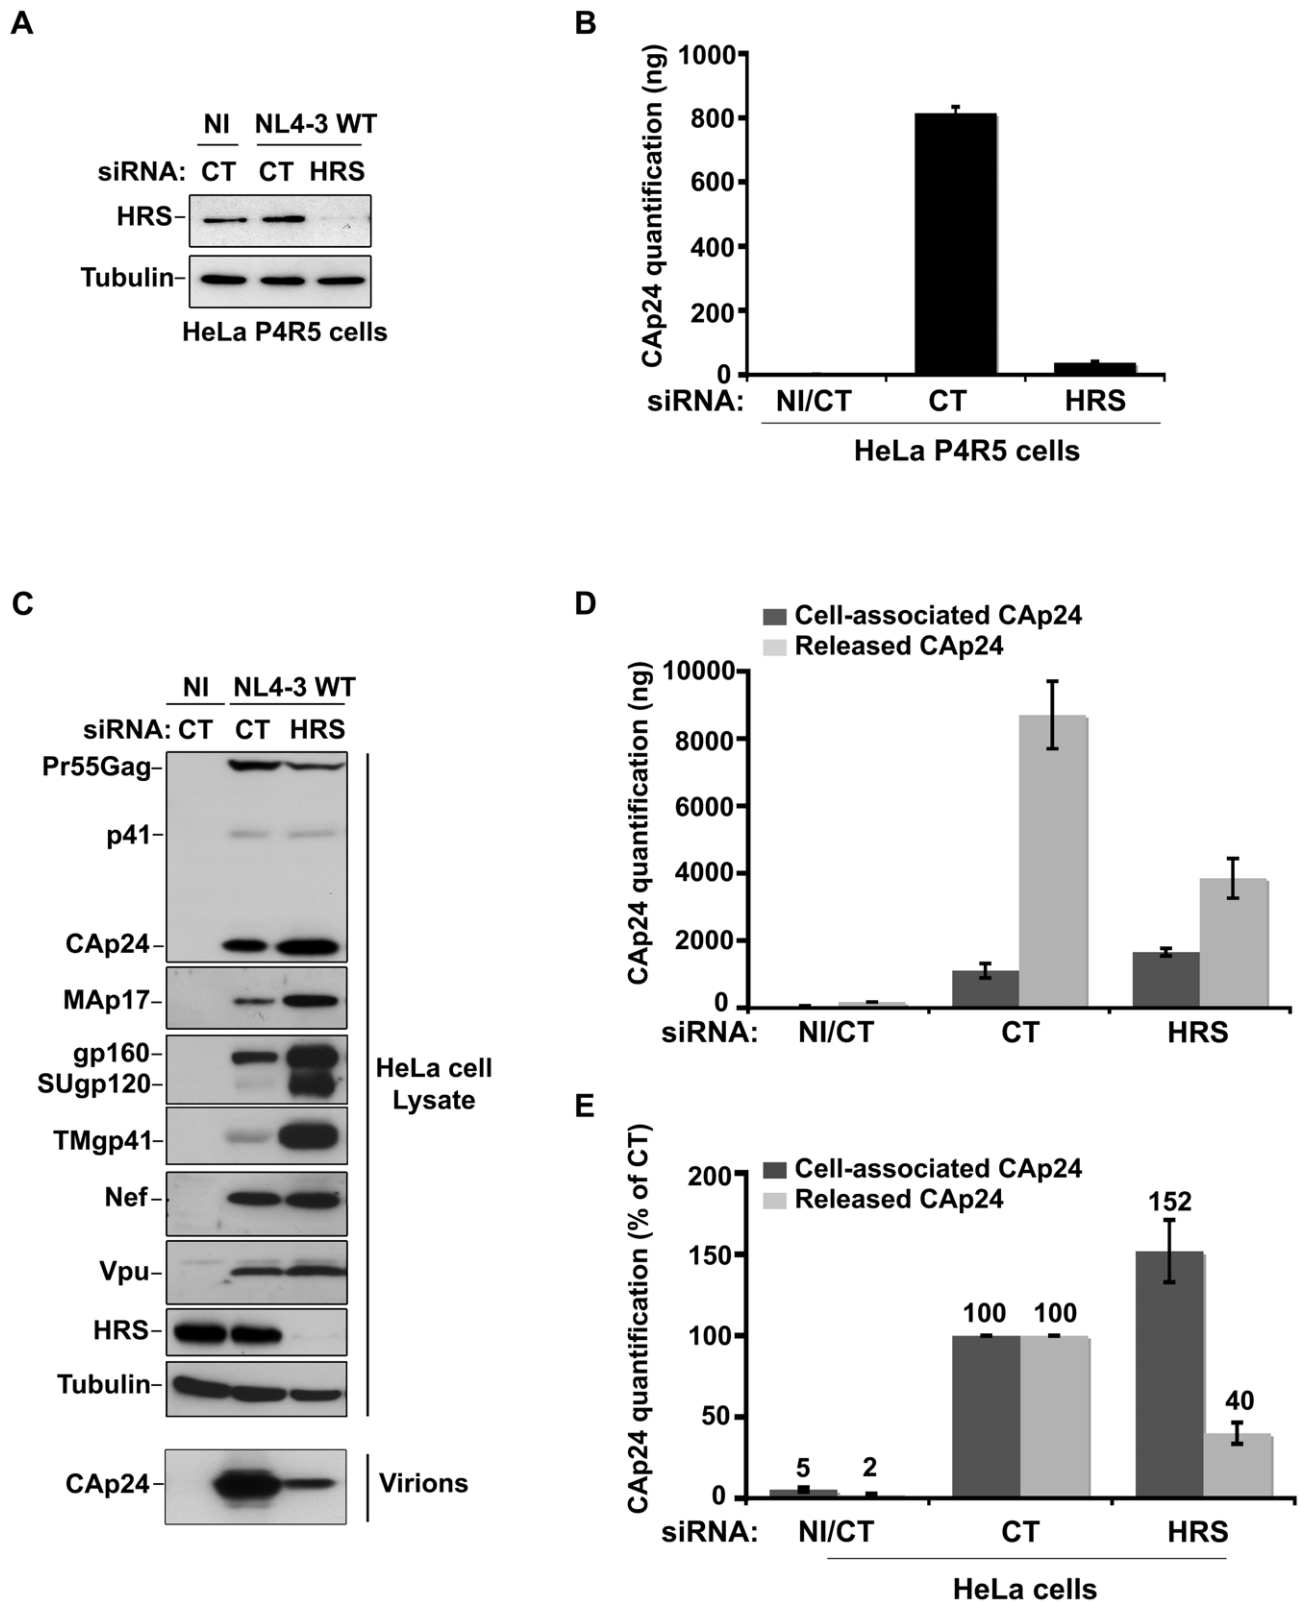 A
NI NL4-3 WT
siRNA: CT CT HRS
HRS
Tubulin
HeLa P4R5 cells
B
CAp24 quantification (ng)
1000
800
600
400
200
0
siRNA: NI/CT CT HRS
HeLa P4R5 cells
C
NI NL4-3 WT
siRNA: CT CT HRS
Pr55Gag
p41
CAp24
MAp17
gp160
SUgp120
TMgp41
Nef
Vpu
HRS
Tubulin
HeLa cell
Lysate
CAp24
Virions
D
Cell-associated CAp24
Released CAp24
CAp24 quantification (ng)
10000
8000
6000
4000
2000
0
siRNA: NI/CT CT HRS
E
Cell-associated CAp24
Released CAp24
CAp24 quantification (% of CT)
200
150
100
50
0
5 2
100 100
152
40
siRNA: NI/CT CT HRS
HeLa cells